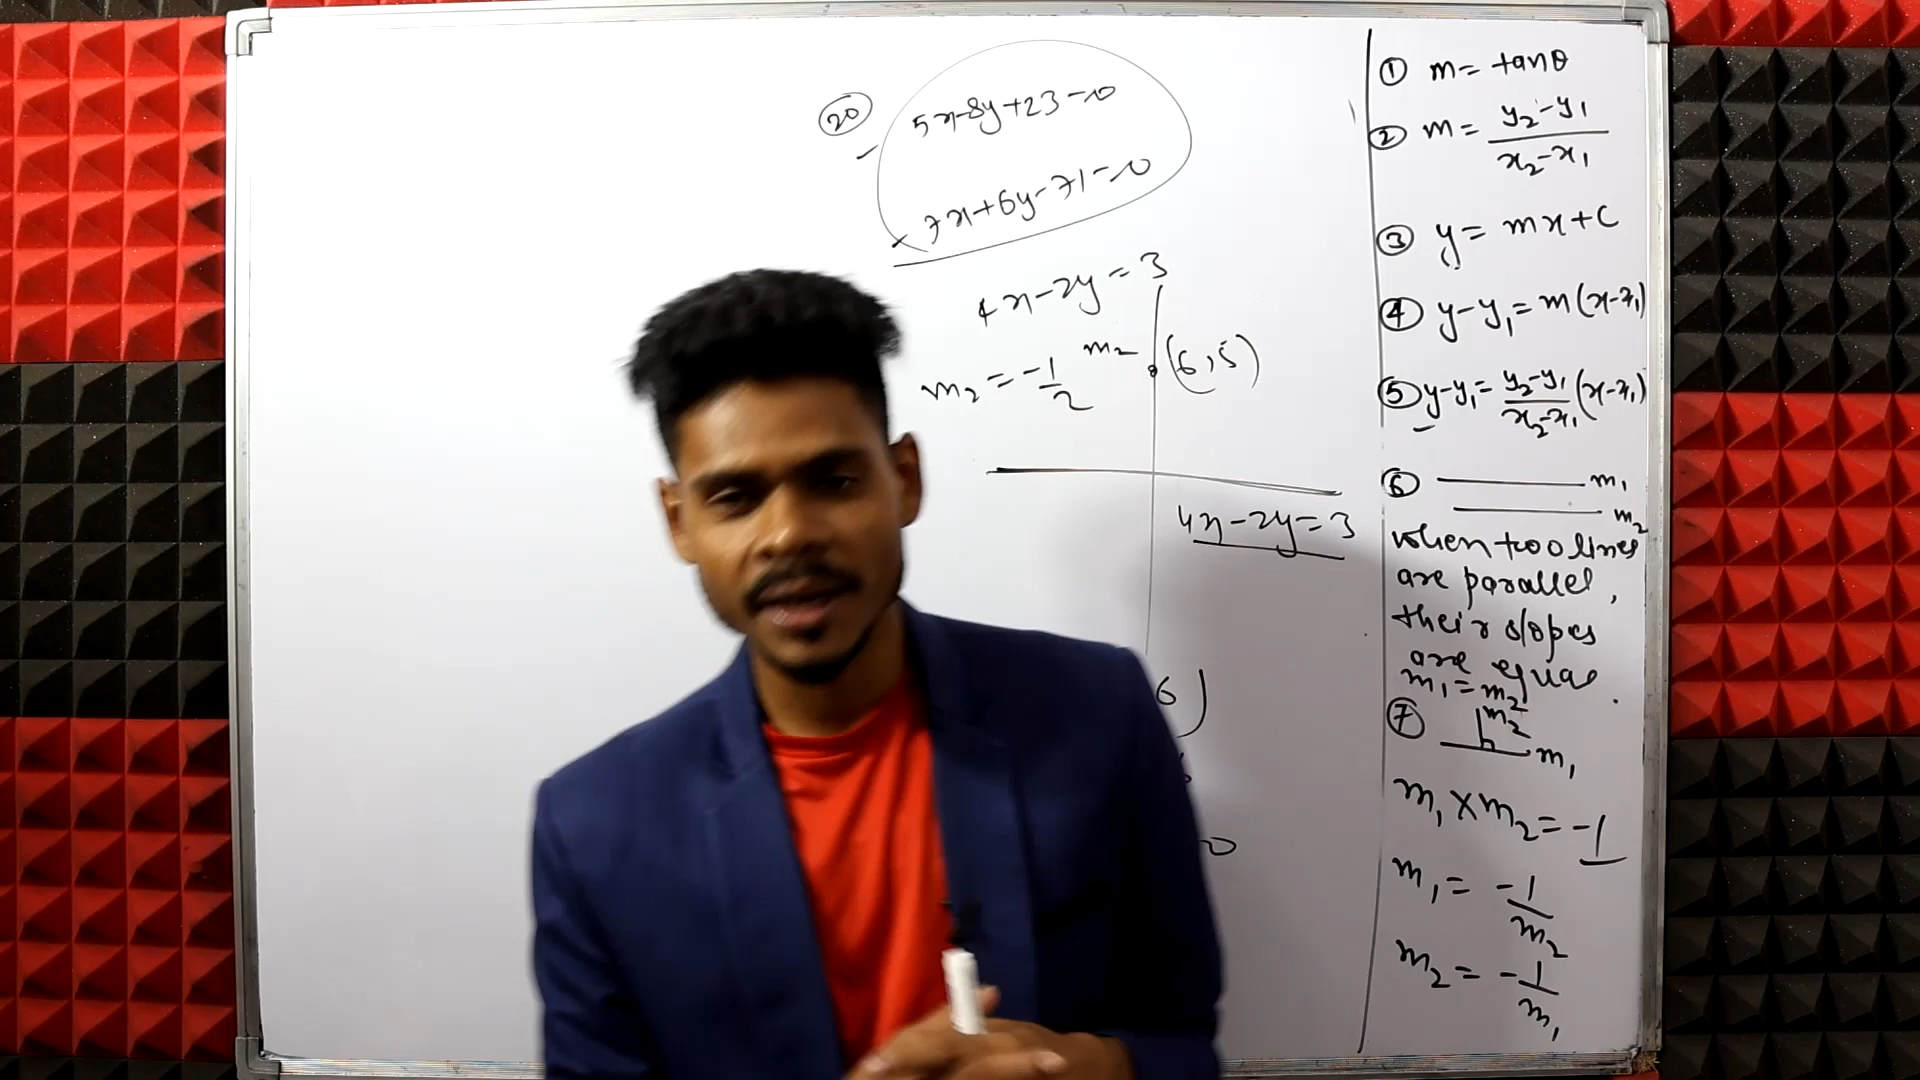 20
5x-8y+23=0
7x+6y-71=0
4x-2y=3
m₂ = -1/2
m₂
(6,5)
4x-2y=3
6)
0
① m = tanθ
② m = y₂-y₁/x₂-x₁
③ y = mx+c
④ y-y₁=m(x-x₁)
⑤ y-y₁= y₂-y₁/x₂-x₁ (x-x₁)
⑥ m₁
m₂
when two lines
are parallel,
their slopes
are equal.
m₁=m₂
⑦ m₂
m₁
m₁ x m₂ = -1
m₁ = -1/m₂
m₂ = -1/m₁